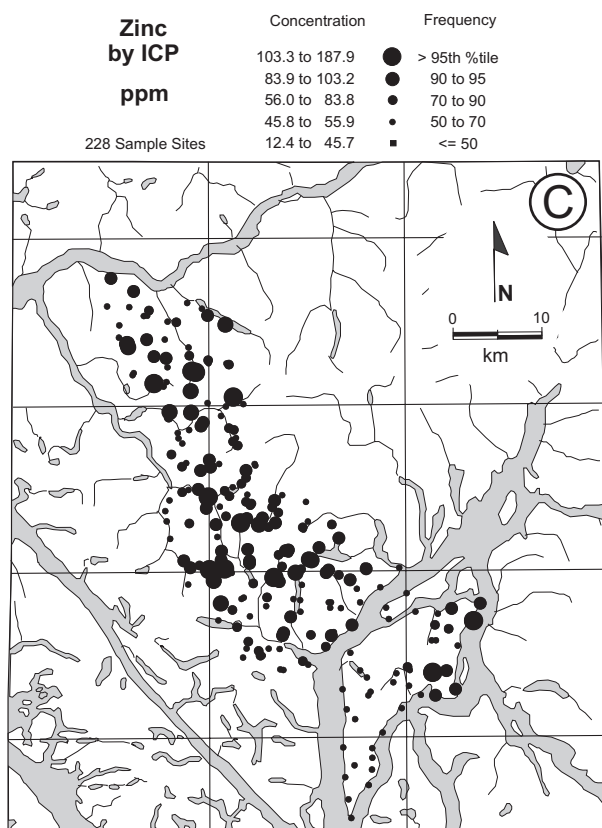 Zinc
by ICP
ppm
228 Sample Sites
Concentration Frequency
103.3 to 187.9 > 95th %tile
83.9 to 103.2 90 to 95
56.0 to 83.8 70 to 90
45.8 to 55.9 50 to 70
12.4 to 45.7 <= 50
C
N
0 10
km